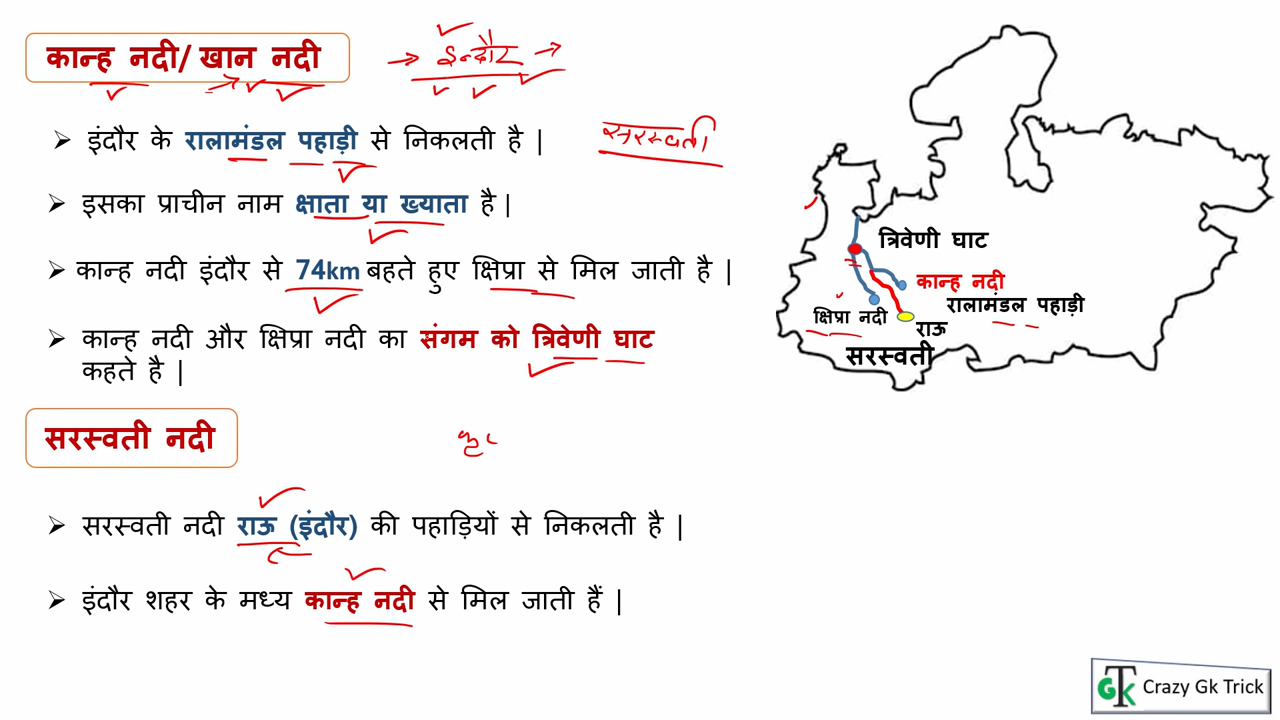 कान्ह नदी/ खान नदी
इन्दौर
➢ इंदौर के रालामंडल पहाड़ी से निकलती है |
सरस्वती
➢ इसका प्राचीन नाम क्षाता या ख्याता है |
➢ कान्ह नदी इंदौर से 74km बहते हुए क्षिप्रा से मिल जाती है |
➢ कान्ह नदी और क्षिप्रा नदी का संगम को त्रिवेणी घाट
कहते है |
त्रिवेणी घाट
कान्ह नदी
रालामंडल पहाड़ी
क्षिप्रा नदी
राऊ
सरस्वती
सरस्वती नदी
➢ सरस्वती नदी राऊ (इंदौर) की पहाड़ियों से निकलती है |
➢ इंदौर शहर के मध्य कान्ह नदी से मिल जाती हैं |
GTK Crazy Gk Trick